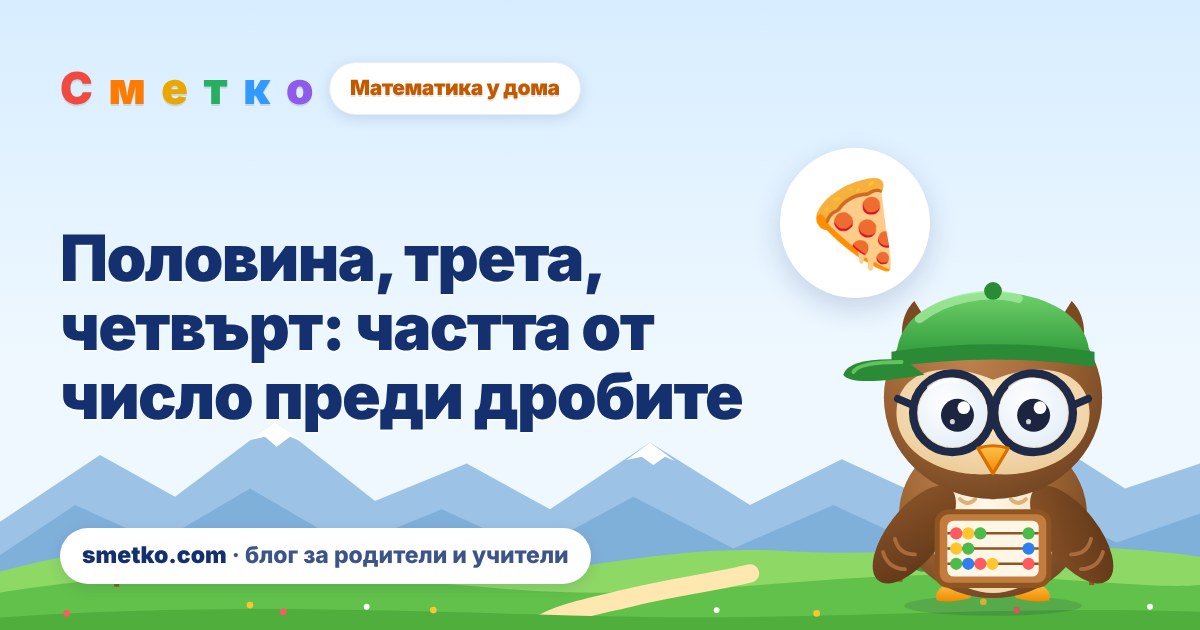 Сметко Математика у дома
Половина, трета,
четвърт: частта от
число преди дробите
smetko.com · блог за родители и учители